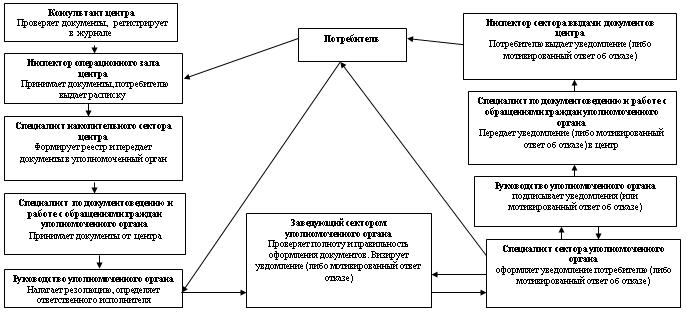 Консультант центра
Проверяет документы, регистрирует
в журнале
Инспектор операционного зала
центра
Принимает документы, потребителю
выдает расписку
Специалист накопительного сектора
центра
Формирует реестр и передает
документы в уполномоченный орган
Специалист по документоведению и
работе с обращениями граждан
уполномоченного органа
Принимает документы от центра
Руководство уполномоченного органа
Налагает резолюцию, определяет
ответственного исполнителя
Потребитель
Заведующий сектором
уполномоченного органа
Проверяет полноту и правильность
оформления документов. Визирует
уведомление (либо мотивированный ответ
отказе)
Инспектор сектора выдачи документов
центра
Потребителю выдает уведомление (либо
мотивированный ответ об отказе)
Специалист по документоведению и работе с
обращениями граждан уполномоченного
органа
Передает уведомление (либо мотивированный
ответ об отказе) в центр
Руководство уполномоченного органа
подписывает уведомления (или
мотивированный ответ об отказе)
Специалист сектора уполномоченного
органа
оформляет уведомление потребителю (либо
мотивированный ответ об отказе)